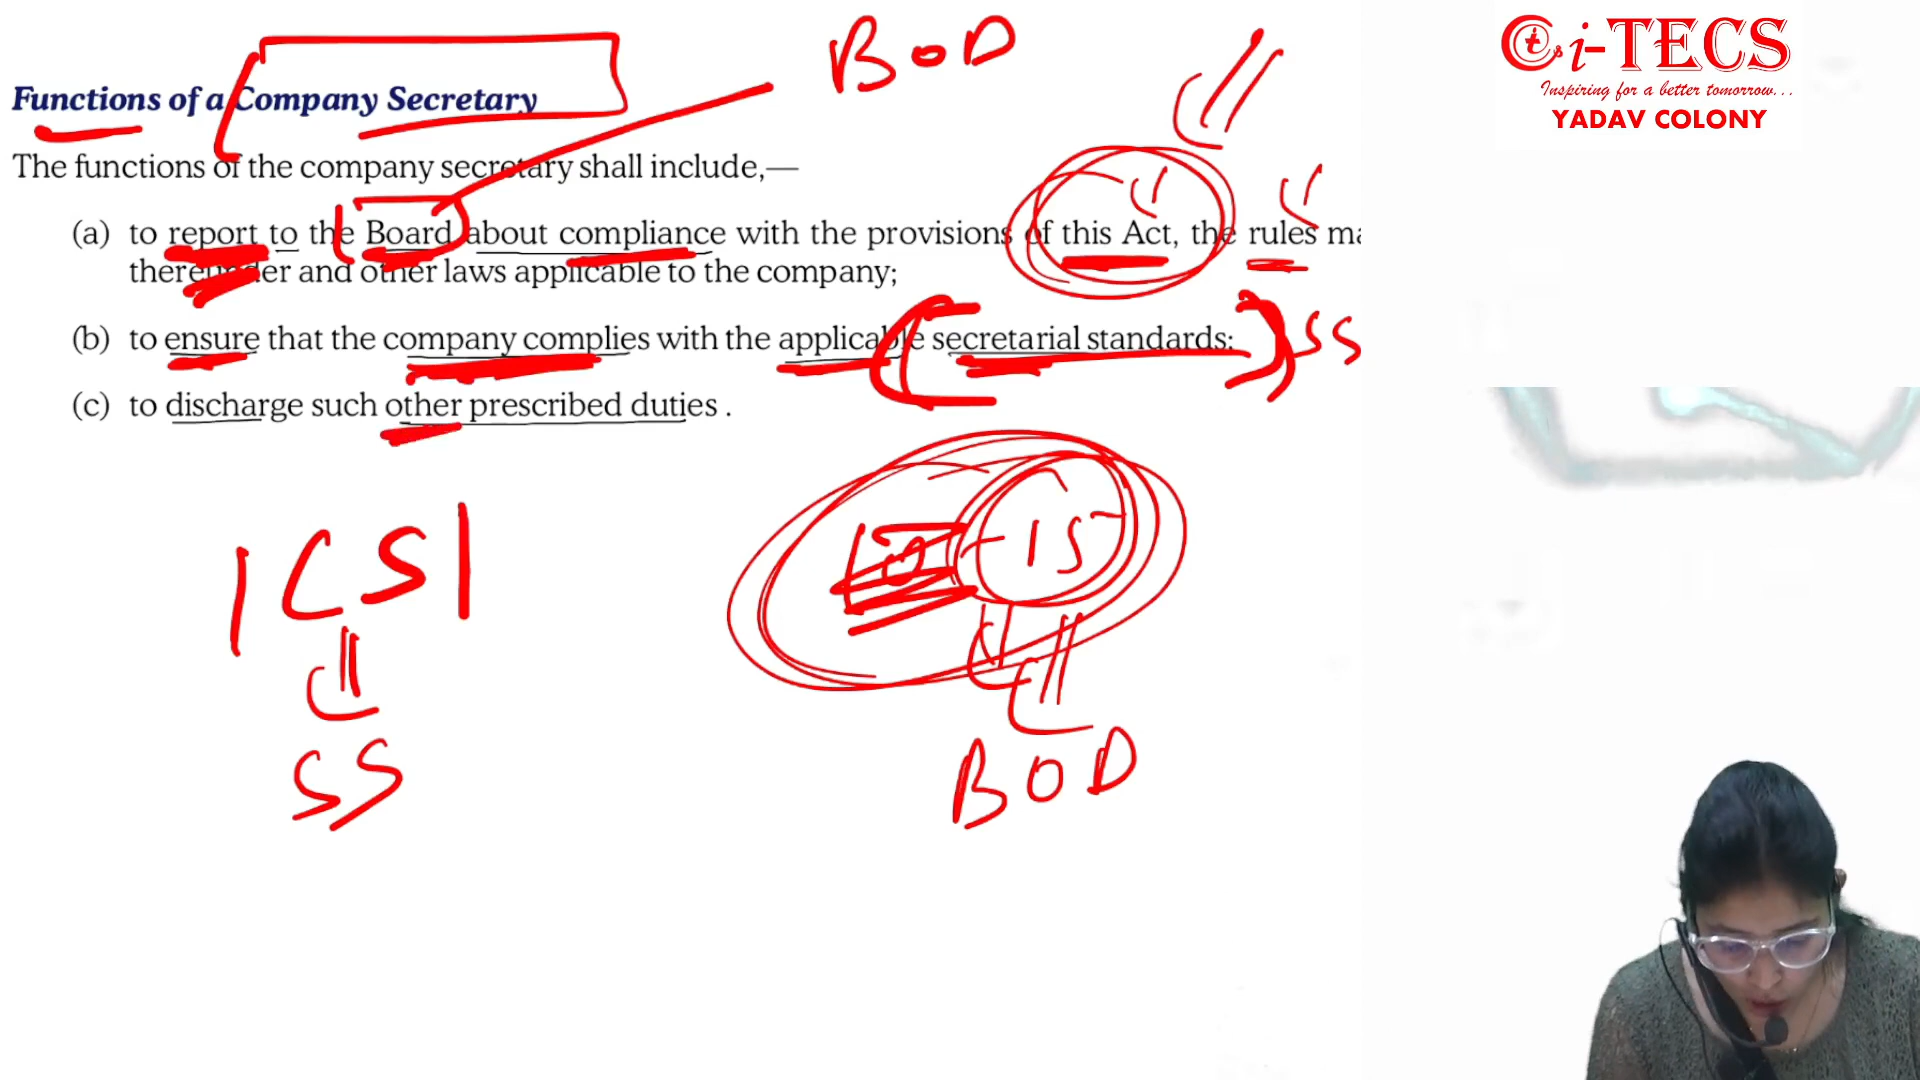 BOD
i-TECS
Inspiring for a better tomorrow...
YADAV COLONY
Functions of a Company Secretary
The functions of the company secretary shall include,—
(a) to report to the Board about compliance with the provisions of this Act, the rules ma
thereunder and other laws applicable to the company;
(b) to ensure that the company complies with the applicable secretarial standards;
SS
(c) to discharge such other prescribed duties .
ICSI
15
SS
BOD